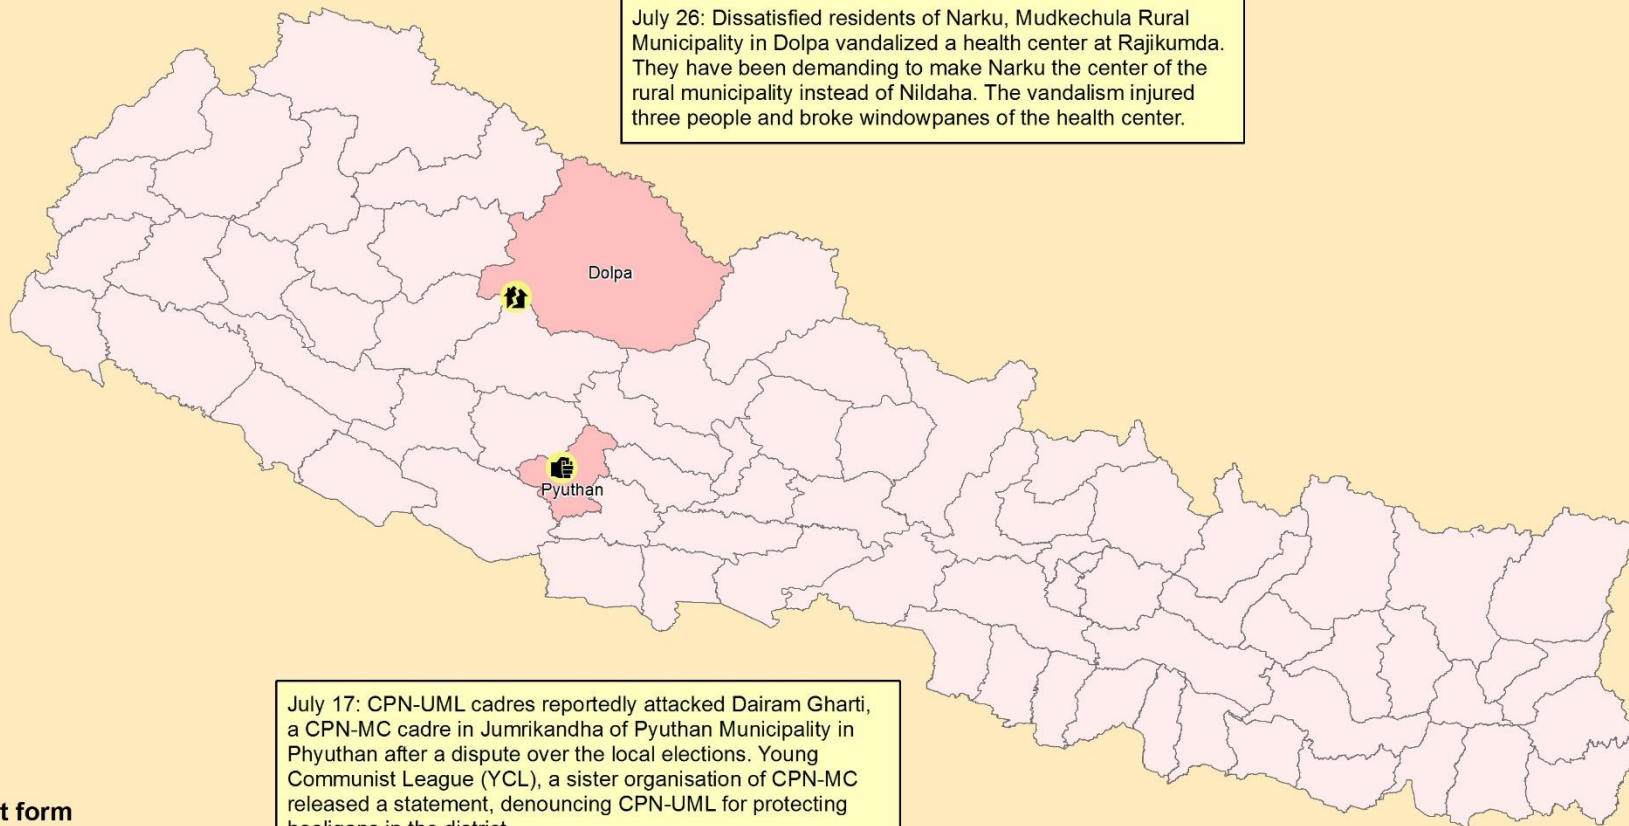 July 26: Dissatisfied residents of Narku, Mudkechula Rural
Municipality in Dolpa vandalized a health center at Rajikumda.
They have been demanding to make Narku the center of the
rural municipality instead of Nildaha. The vandalism injured
three people and broke windowpanes of the health center.
Dolpa
Pyuthan
July 17: CPN-UML cadres reportedly attacked Dairam Gharti,
a CPN-MC cadre in Jumrikandha of Pyuthan Municipality in
Phyuthan after a dispute over the local elections. Young
Communist League (YCL), a sister organisation of CPN-MC
released a statement, denouncing CPN-UML for protecting
in the district
t form